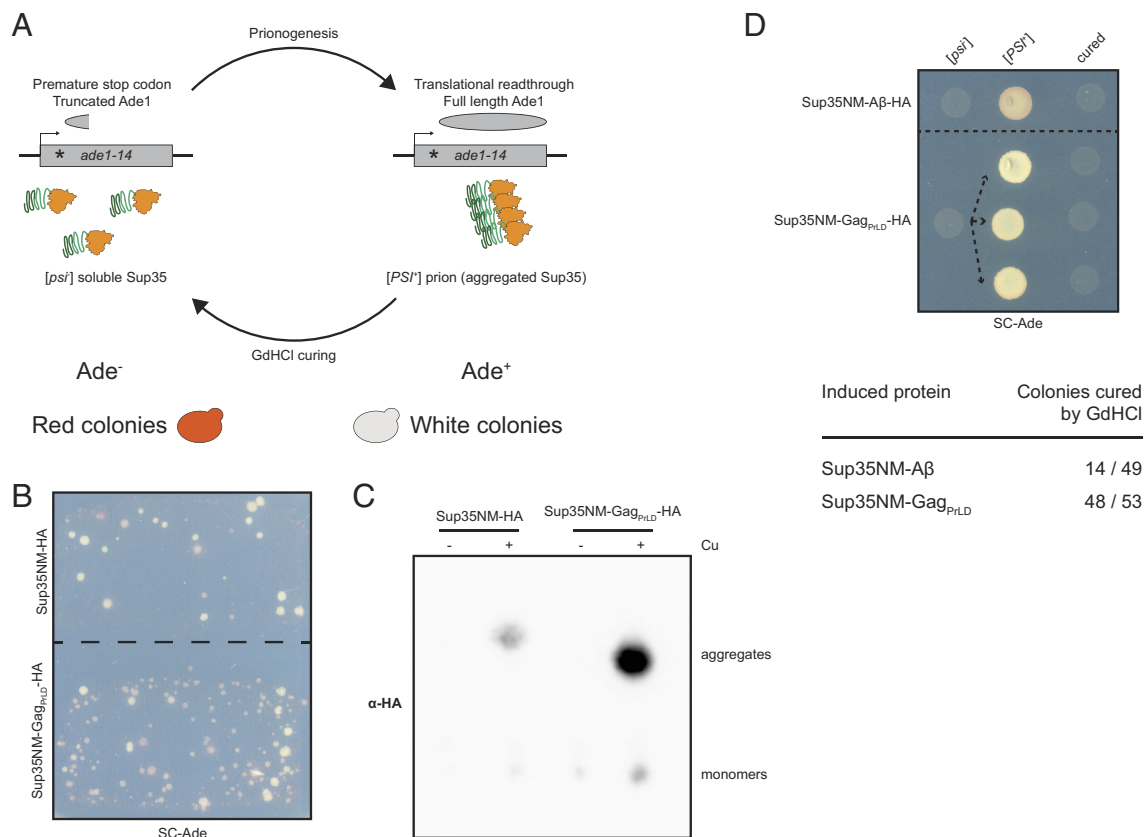 A
Prionogenesis
Premature stop codon
Truncated Ade1
Translational readthrough
Full length Ade1
* ade1-14
* ade1-14
[psi-] soluble Sup35
[PSI+] prion (aggregated Sup35)
GdHCl curing
Ade-
Ade+
Red colonies
White colonies
B
Sup35NM-HA
Sup35NM-GagPrLD-HA
SC-Ade
C
Sup35NM-HA
Sup35NM-GagPrLD-HA
- + - + Cu
aggregates
α-HA
monomers
D
[psi-] [PSI+] cured
Sup35NM-Aβ-HA
Sup35NM-GagPrLD-HA
SC-Ade
Induced protein Colonies cured
by GdHCl
Sup35NM-Aβ 14 / 49
Sup35NM-GagPrLD 48 / 53